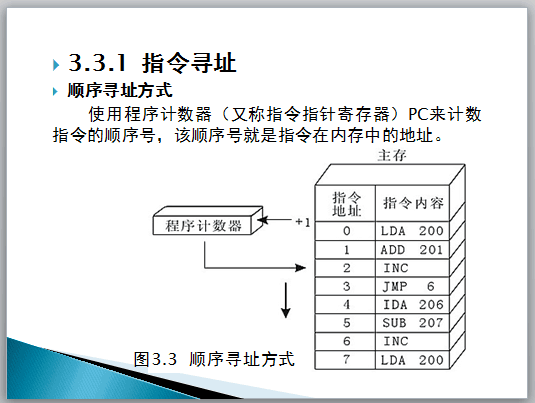 3.3.1 指令寻址
顺序寻址方式
使用程序计数器（又称指令指针寄存器）PC来计数
指令的顺序号，该顺序号就是指令在内存中的地址。
主存
指令地址 指令内容
程序计数器 +1
0 LDA 200
1 ADD 201
2 INC
3 JMP 6
4 IDA 206
5 SUB 207
6 INC
7 LDA 200
图3.3 顺序寻址方式